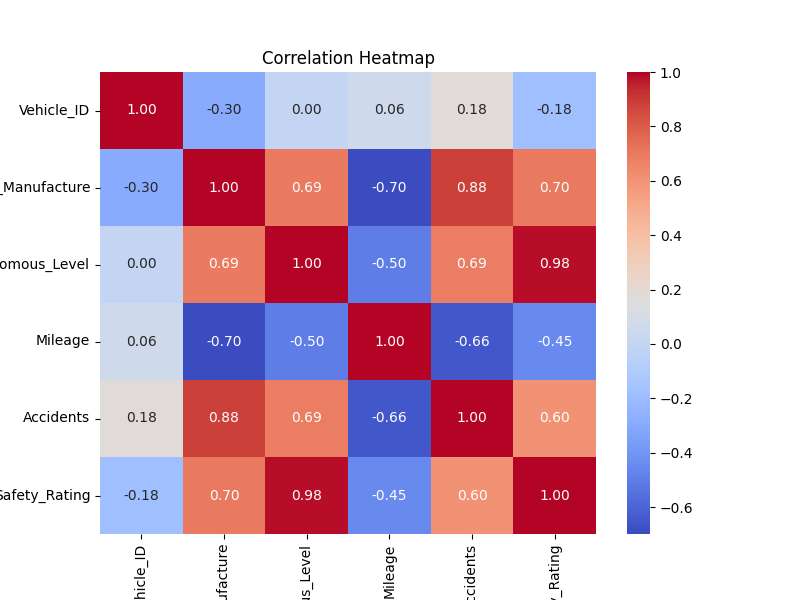 Correlation Heatmap
Vehicle_ID 1.00 -0.30 0.00 0.06 0.18 -0.18
_Manufacture -0.30 1.00 0.69 -0.70 0.88 0.70
omous_Level 0.00 0.69 1.00 -0.50 0.69 0.98
Mileage 0.06 -0.70 -0.50 1.00 -0.66 -0.45
Accidents 0.18 0.88 0.69 -0.66 1.00 0.60
Safety_Rating -0.18 0.70 0.98 -0.45 0.60 1.00
hicle_ID
ufacture
us_Level
Mileage
ccidents
y_Rating
1.0
0.8
0.6
0.4
0.2
0.0
−0.2
−0.4
−0.6